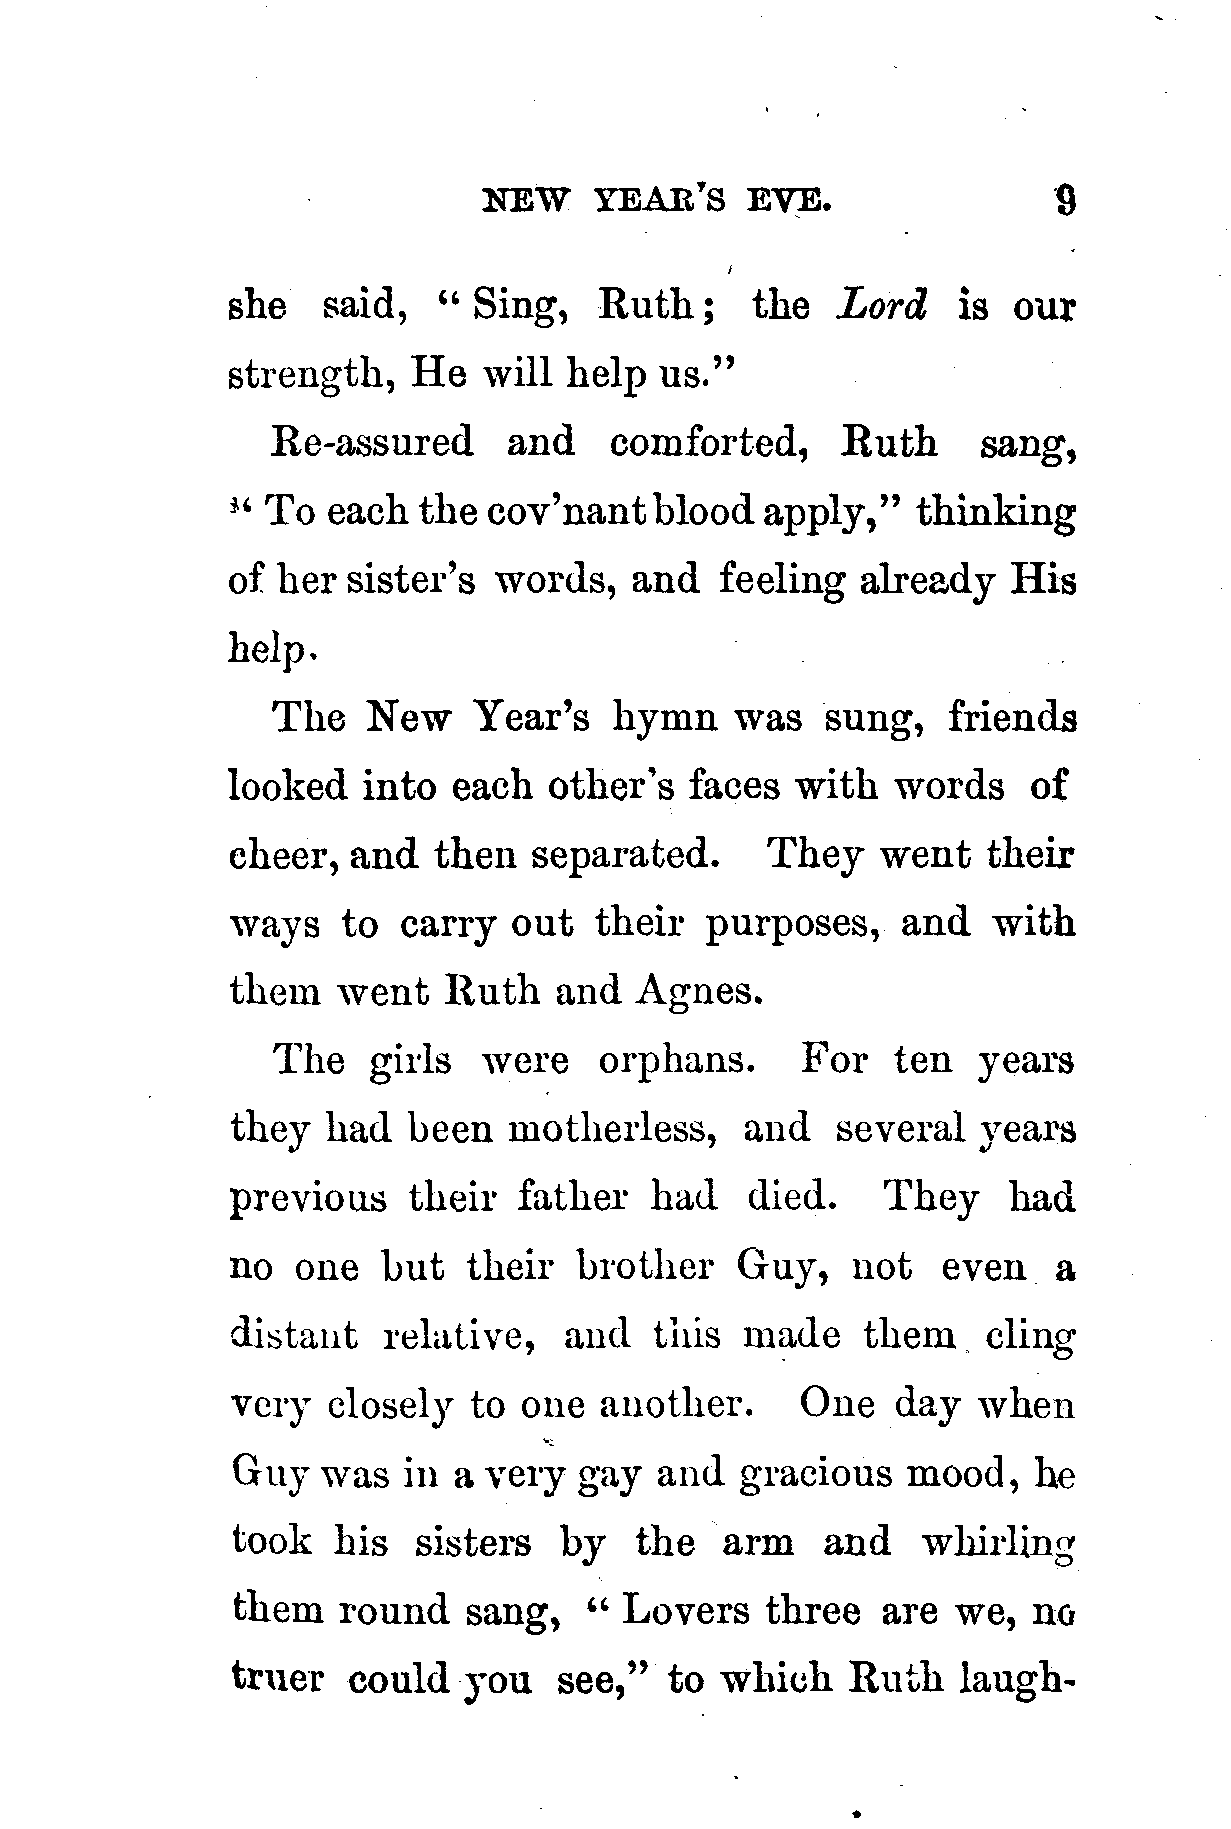 NEW YEAR'S EVE. 9
she said, " Sing, Ruth; the Lord is our
strength, He will help us."
Re-assured and comforted, Ruth sang,
" To each the cov'nant blood apply," thinking
of her sister's words, and feeling already His
help.
The New Year's hymn was sung, friends
looked into each other's faces with words of
cheer, and then separated. They went their
ways to carry out their purposes, and with
them went Ruth and Agnes.
The girls were orphans. For ten years
they had been motherless, and several years
previous their father had died. They had
no one but their brother Guy, not even a
distant relative, and this made them cling
very closely to one another. One day when
Guy was in a very gay and gracious mood, he
took his sisters by the arm and whirling
them round sang, " Lovers three are we, no
truer could you see," to which Ruth laugh-